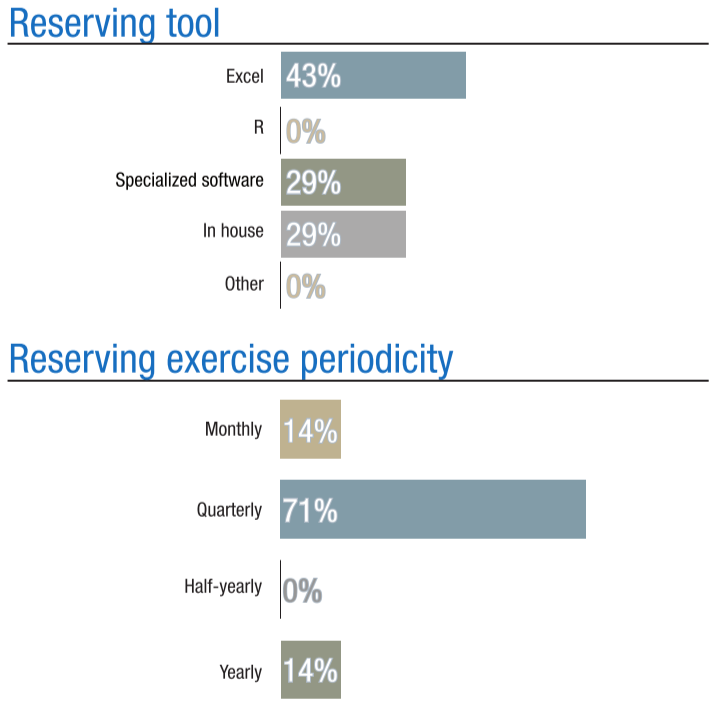 Reserving tool
Excel 43%
R 0%
Specialized software 29%
In house 29%
Other 0%
Reserving exercise periodicity
Monthly 14%
Quarterly 71%
Half-yearly 0%
Yearly 14%